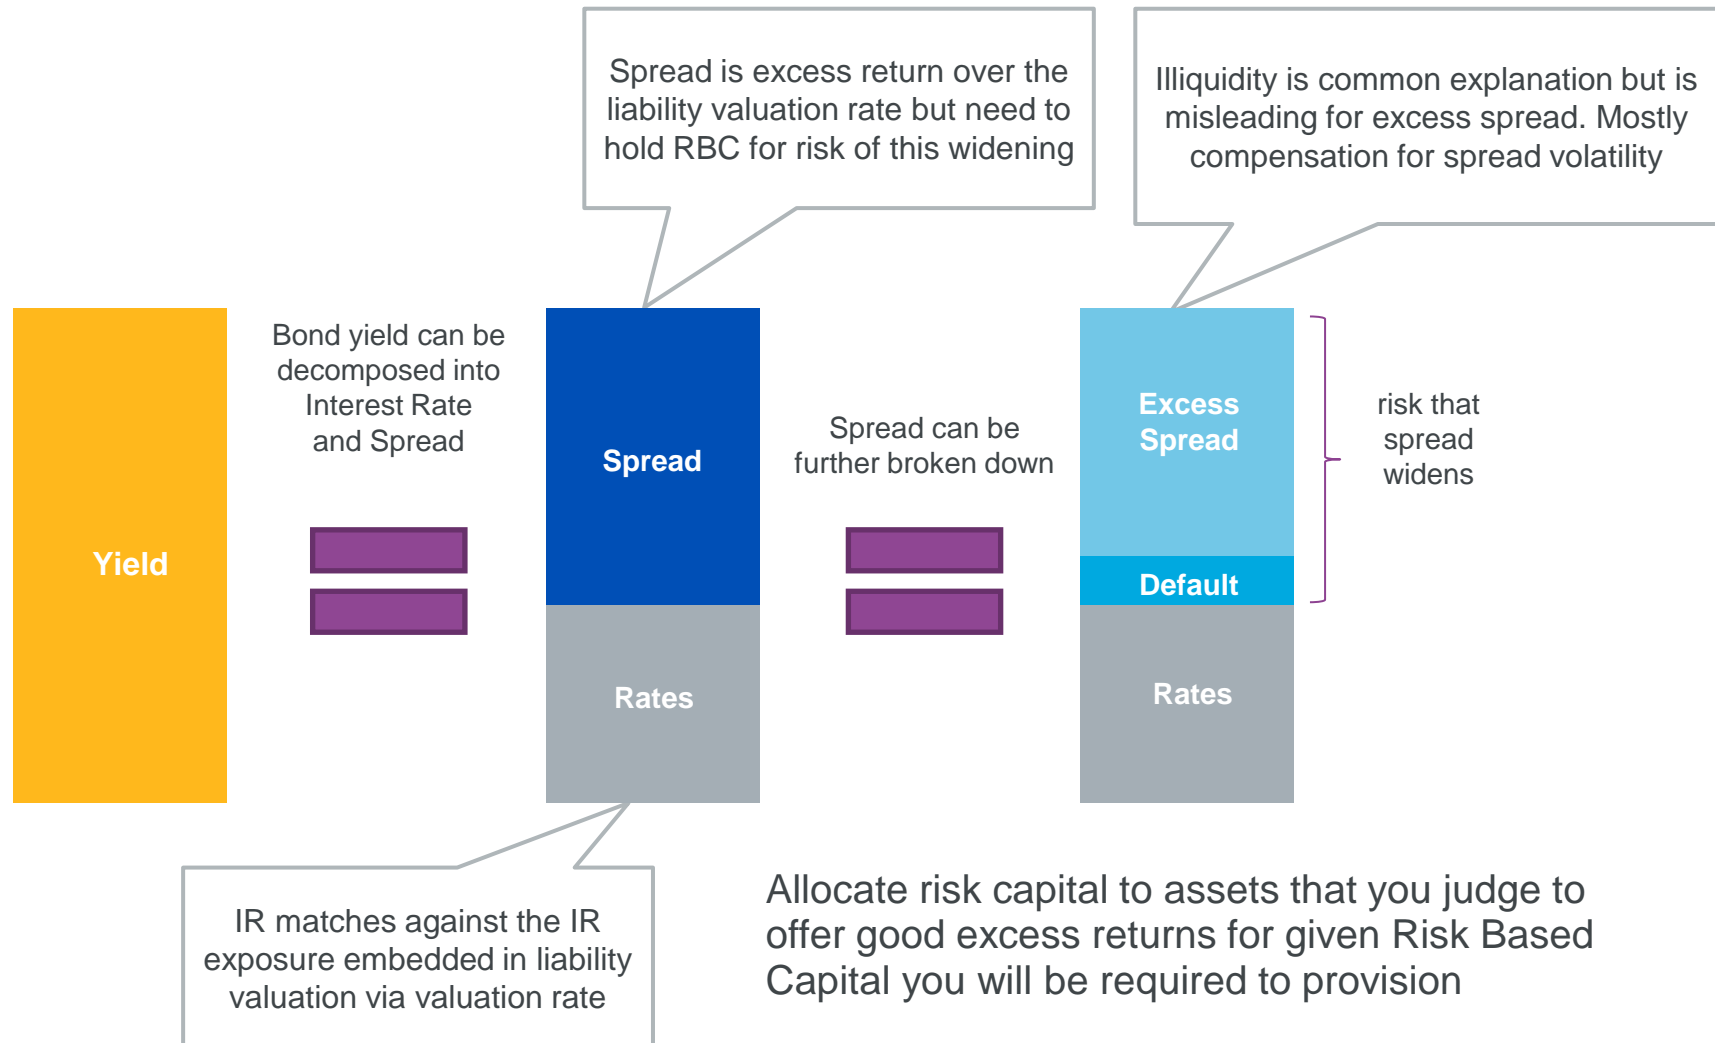 Spread is excess return over the
liability valuation rate but need to
hold RBC for risk of this widening
Illiquidity is common explanation but is
misleading for excess spread. Mostly
compensation for spread volatility
Yield
Bond yield can be
decomposed into
Interest Rate
and Spread
Spread
Rates
Spread can be
further broken down
Excess
Spread
Default
Rates
risk that
spread
widens
IR matches against the IR
exposure embedded in liability
valuation via valuation rate
Allocate risk capital to assets that you judge to
offer good excess returns for given Risk Based
Capital you will be required to provision